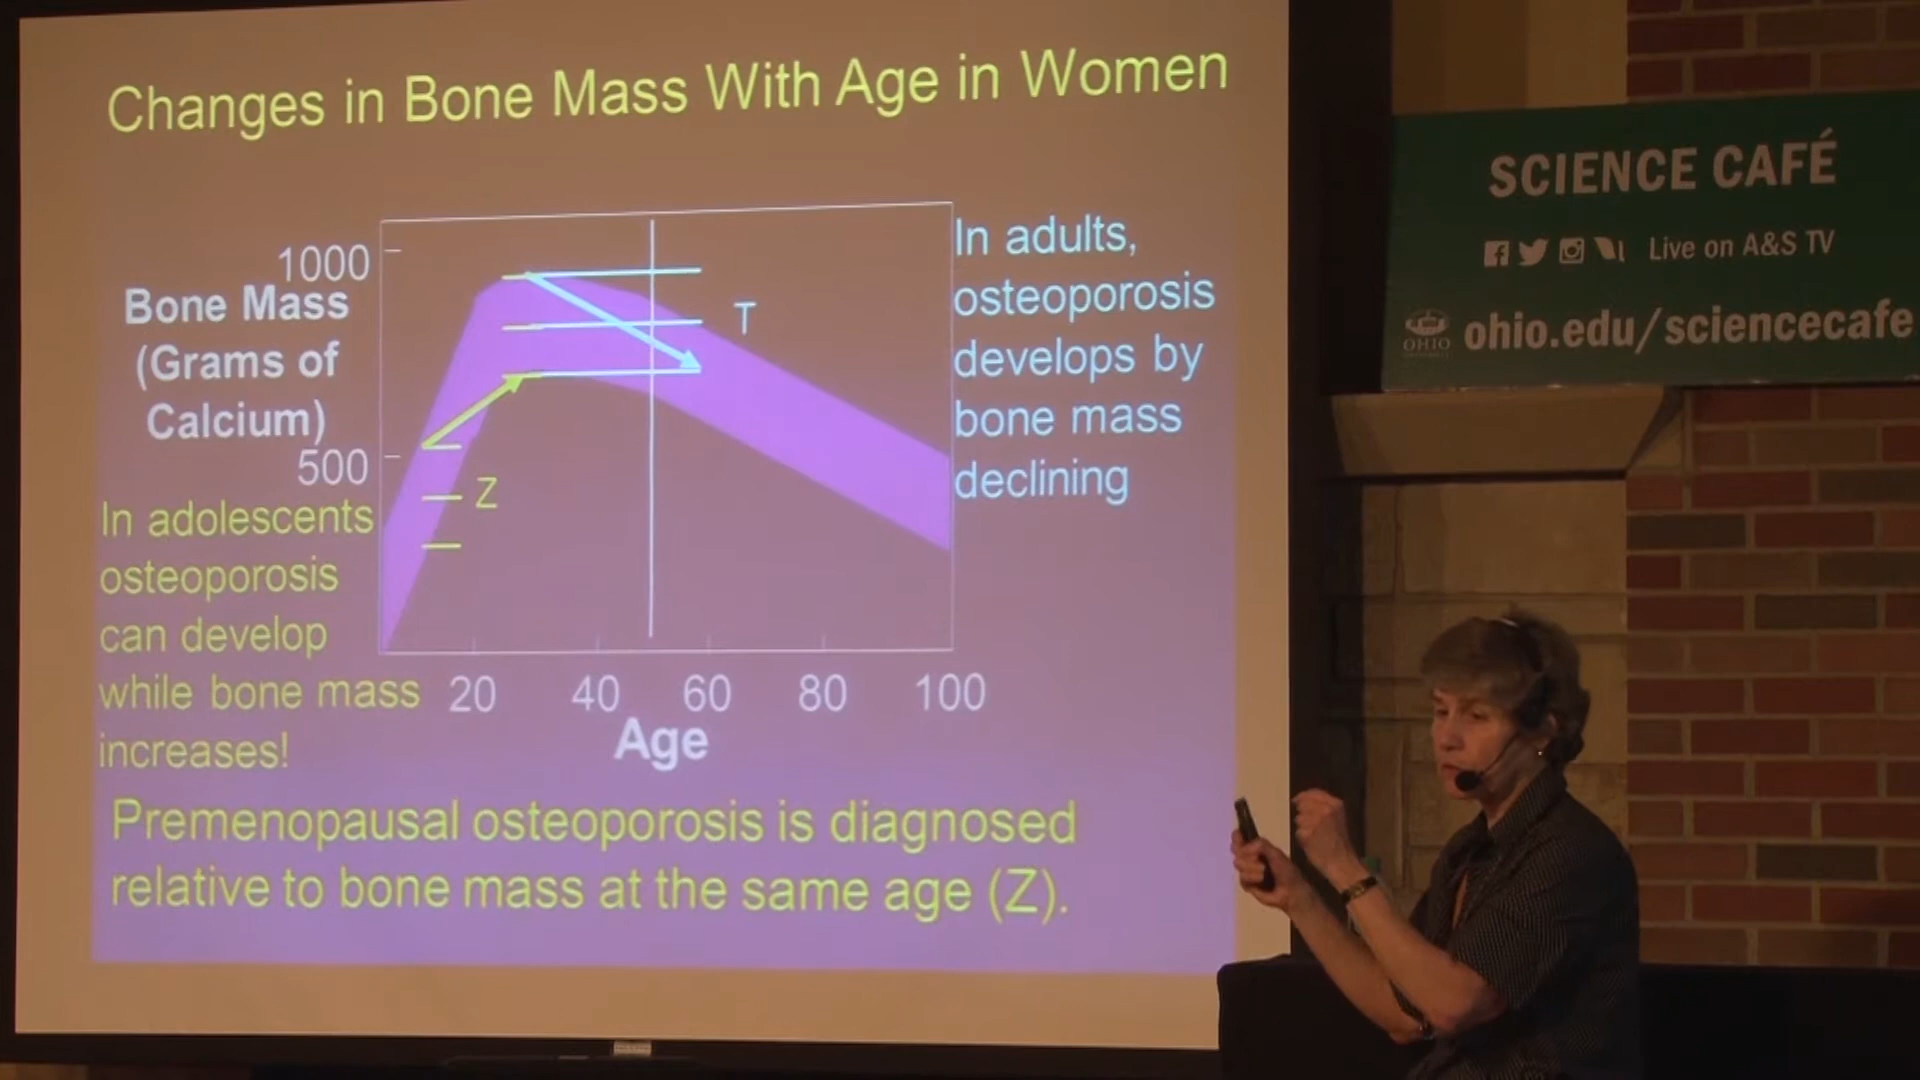 Changes in Bone Mass With Age in Women
1000
Bone Mass
(Grams of
Calcium)
500
T
Z
In adults,
osteoporosis
develops by
bone mass
declining
In adolescents
osteoporosis
can develop
while bone mass
increases!
20 40 60 80 100
Age
Premenopausal osteoporosis is diagnosed
relative to bone mass at the same age (Z).
SCIENCE CAFÉ
Live on A&S TV
OHIO
ohio.edu/sciencecafe